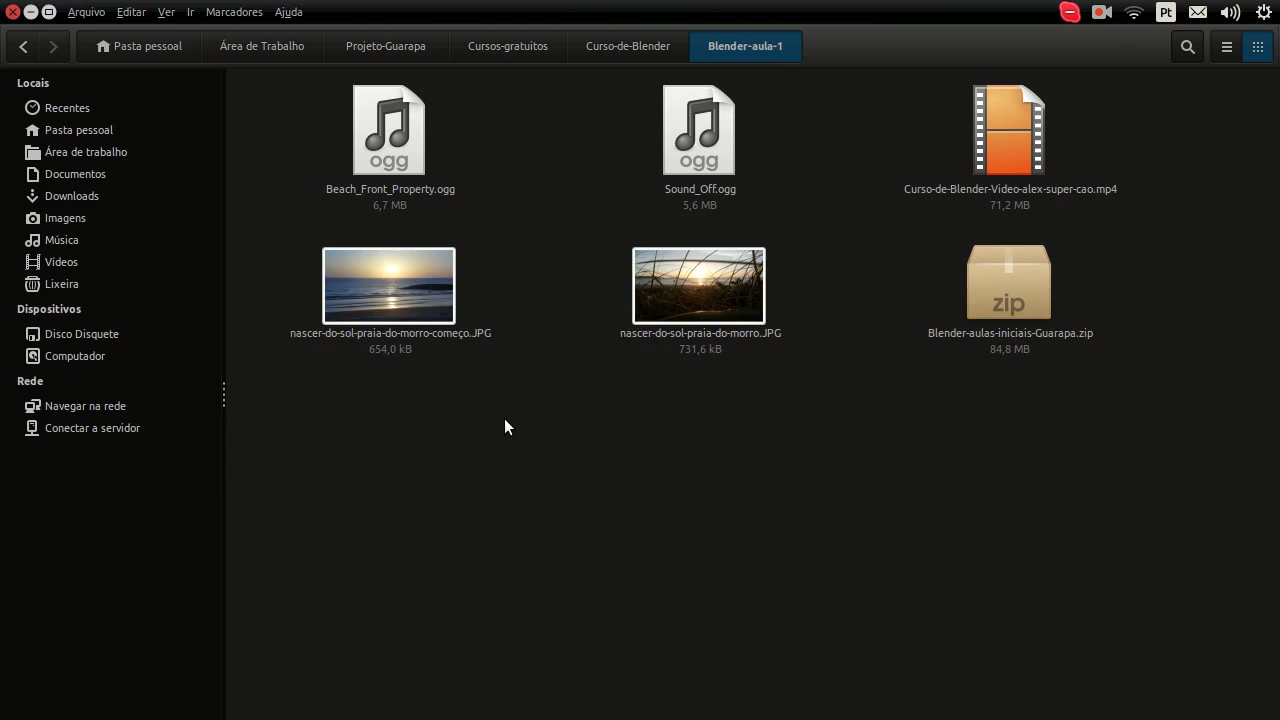 Arquivo Editar Ver Ir Marcadores Ajuda
Pt
Pasta pessoal Área de Trabalho Projeto-Guarapa Cursos-gratuitos Curso-de-Blender Blender-aula-1
Locais
Recentes
Pasta pessoal
Área de trabalho
Documentos
Downloads
Imagens
Música
Vídeos
Lixeira
Dispositivos
Disco Disquete
Computador
Rede
Navegar na rede
Conectar a servidor
ogg
Beach_Front_Property.ogg
6,7 MB
ogg
Sound_Off.ogg
5,6 MB
Curso-de-Blender-Video-alex-super-cao.mp4
71,2 MB
nascer-do-sol-praia-do-morro-começo.JPG
654,0 kB
nascer-do-sol-praia-do-morro.JPG
731,6 kB
zip
Blender-aulas-iniciais-Guarapa.zip
84,8 MB